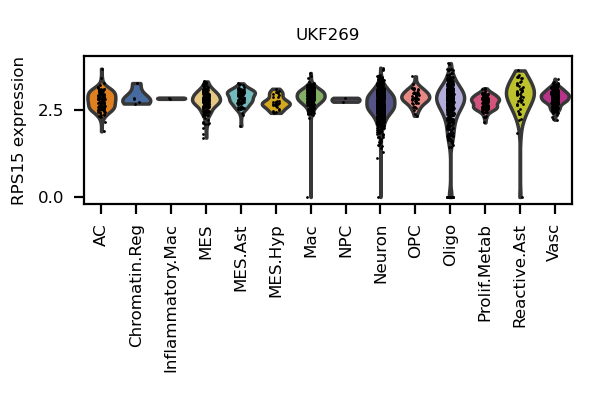 UKF269
RPS15 expression
2.5
0.0
AC
Chromatin.Reg
Inflammatory.Mac
MES
MES.Ast
MES.Hyp
Mac
NPC
Neuron
OPC
Oligo
Prolif.Metab
Reactive.Ast
Vasc